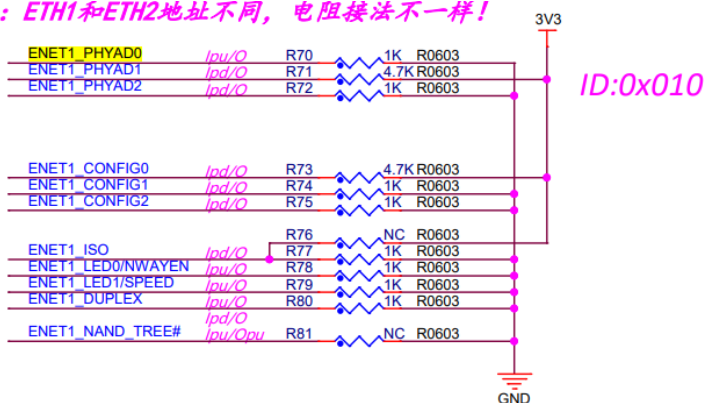 : ETH1和ETH2地址不同, 电阻接法不一样!
3V3
ENET1_PHYAD0 Ipu/O R70 1K R0603
ENET1_PHYAD1 Ipd/O R71 4.7K R0603
ENET1_PHYAD2 Ipd/O R72 1K R0603
ID:0x010
ENET1_CONFIG0 Ipd/O R73 4.7K R0603
ENET1_CONFIG1 Ipd/O R74 1K R0603
ENET1_CONFIG2 Ipd/O R75 1K R0603
R76 NC R0603
ENET1_ISO Ipd/O R77 1K R0603
ENET1_LED0/NWAYEN Ipu/O R78 1K R0603
ENET1_LED1/SPEED Ipu/O R79 1K R0603
ENET1_DUPLEX Ipu/O R80 1K R0603
Ipd/O
ENET1_NAND_TREE# Ipu/Opu R81 NC R0603
GND